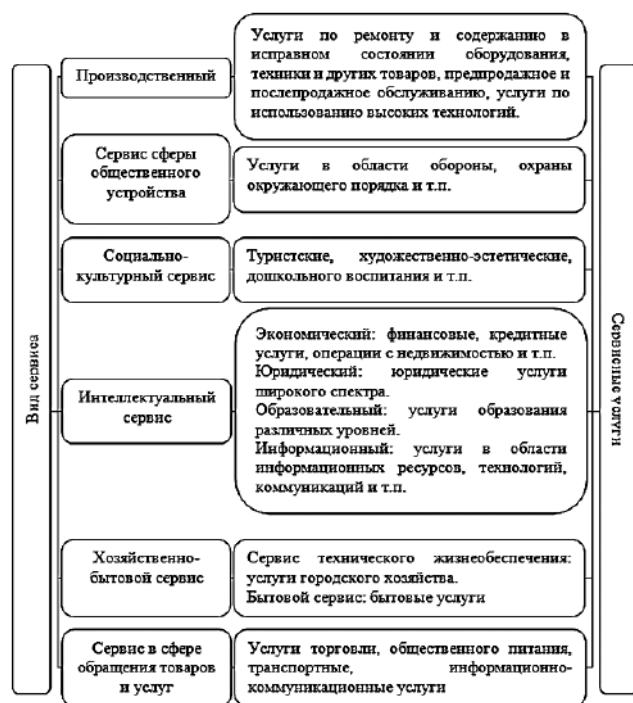 Вид сервиса
Производственный
Услуги по ремонту и содержанию в
исправном состоянии оборудования,
техники и других товаров, предпродажное и
послепродажное обслуживанию, услуги по
использованию высоких технологий.
Сервис сферы
общественного
устройства
Услуги в области обороны, охраны
окружающего порядка и т.п.
Социально-
культурный сервис
Туристские, художественно-эстетические,
дошкольного воспитания и т.п.
Интеллектуальный
сервис
Экономический: финансовые, кредитные
услуги, операции с недвижимостью и т.п.
Юридический: юридические услуги
широкого спектра.
Образовательный: услуги образования
различных уровней.
Информационный: услуги в области
информационных ресурсов, технологий,
коммуникаций и т.п.
Хозяйственно-
бытовой сервис
Сервис технического жизнеобеспечения:
услуги городского хозяйства.
Бытовой сервис: бытовые услуги
Сервис в сфере
обращения товаров
и услуг
Услуги торговли, общественного питания,
транспортные, информационно-
коммуникационные услуги
Сервисные услуги